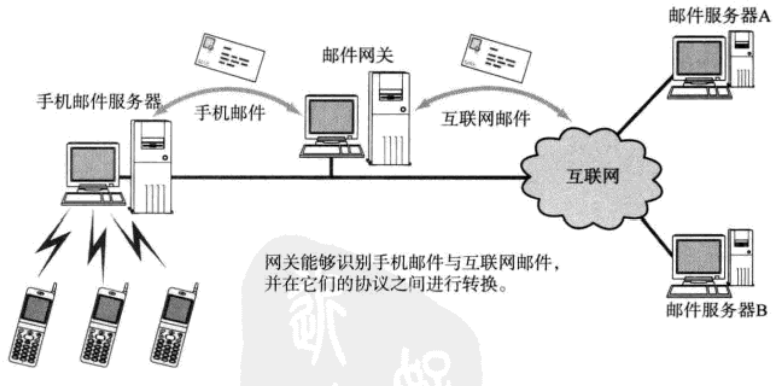 邮件服务器A
邮件网关
手机邮件服务器
手机邮件
互联网邮件
互联网
网关能够识别手机邮件与互联网邮件，
并在它们的协议之间进行转换。
邮件服务器B